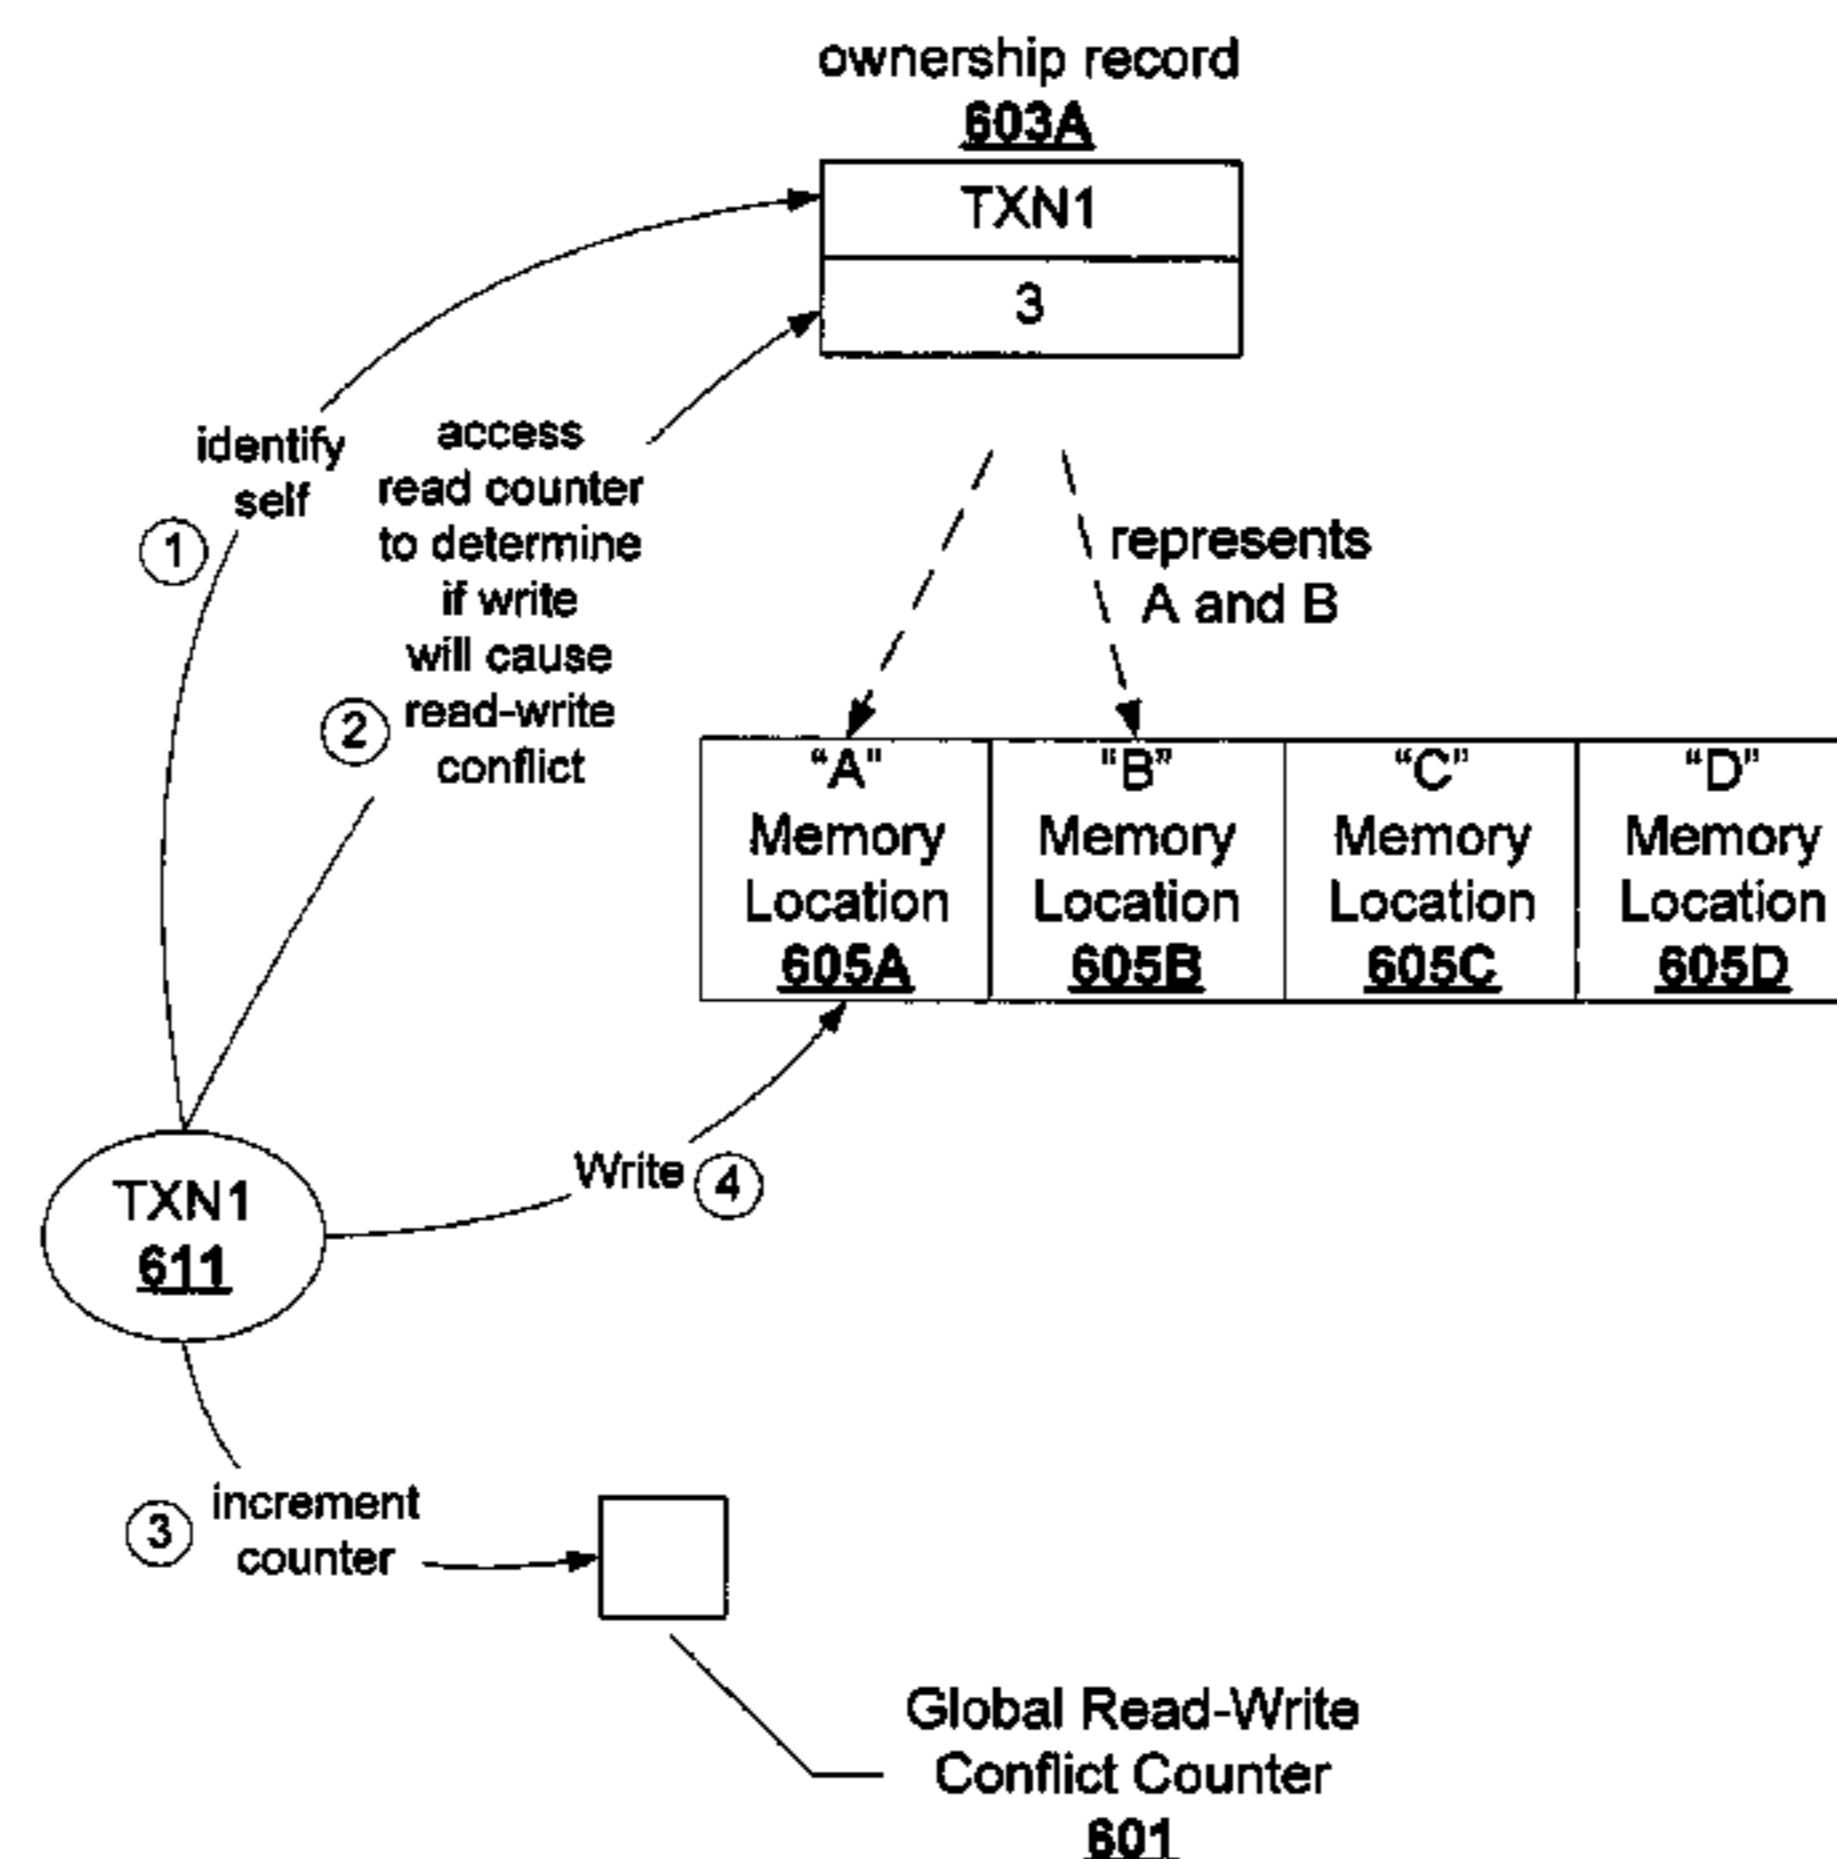 ownership record
603A
TXN1
3
identify
self
1
access
read counter
to determine
if write
will cause
read-write
conflict
2
represents
A and B
"A"
Memory
Location
605A
"B"
Memory
Location
605B
"C"
Memory
Location
605C
"D"
Memory
Location
605D
Write 4
TXN1
611
3
increment
counter
Global Read-Write
Conflict Counter
601